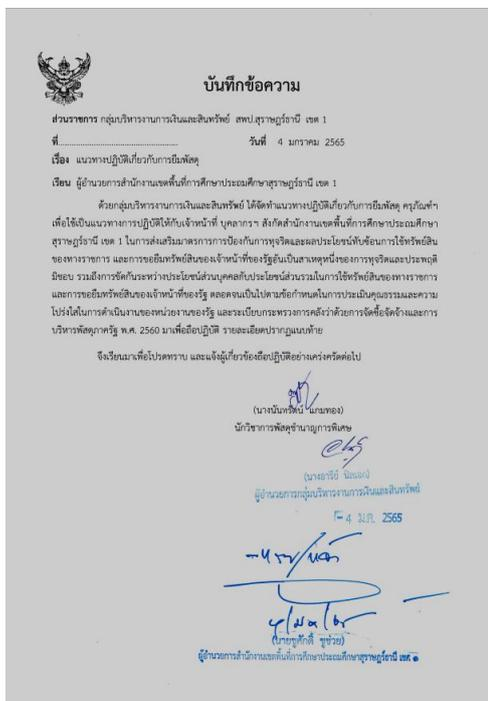 บันทึกข้อความ
ส่วนราชการ กลุ่มบริหารงานการเงินและสินทรัพย์ สพป.สุราษฎร์ธานี เขต 1
ที่.................................................... วันที่ 4 มกราคม 2565
เรื่อง แนวทางปฏิบัติเกี่ยวกับการยืมพัสดุ
เรียน ผู้อำนวยการสำนักงานเขตพื้นที่การศึกษาประถมศึกษาสุราษฎร์ธานี เขต 1
ด้วยกลุ่มบริหารงานการเงินและสินทรัพย์ ได้จัดทำแนวทางปฏิบัติเกี่ยวกับการยืมพัสดุ ครุภัณฑ์ฯ
เพื่อใช้เป็นแนวทางการปฏิบัติให้กับเจ้าหน้าที่ บุคลากรฯ สังกัดสำนักงานเขตพื้นที่การศึกษาประถมศึกษา
สุราษฎร์ธานี เขต 1 ในการส่งเสริมมาตรการการป้องกันการทุจริตและผลประโยชน์ทับซ้อนการใช้ทรัพย์สิน
ของทางราชการ และการขอยืมทรัพย์สินของเจ้าหน้าที่ของรัฐอันเป็นสาเหตุหนึ่งของการทุจริตและประพฤติ
มิชอบ รวมถึงการขัดกันระหว่างประโยชน์ส่วนบุคคลกับประโยชน์ส่วนรวมในการใช้ทรัพย์สินของทางราชการ
และการขอยืมทรัพย์สินของเจ้าหน้าที่ของรัฐ ตลอดจนเป็นไปตามข้อกำหนดในการประเมินคุณธรรมและความ
โปร่งใสในการดำเนินงานของหน่วยงานของรัฐ และระเบียบกระทรวงการคลังว่าด้วยการจัดซื้อจัดจ้างและการ
บริหารพัสดุภาครัฐ พ.ศ. 2560 มาเพื่อถือปฏิบัติ รายละเอียดปรากฏแนบท้าย
จึงเรียนมาเพื่อโปรดทราบ และแจ้งผู้เกี่ยวข้องถือปฏิบัติอย่างเคร่งครัดต่อไป
(นางนันทรัตน์ แกมทอง)
นักวิชาการพัสดุชำนาญการพิเศษ
(นางอารีย์
ผู้อำนวยการกลุ่มบริหารงานการเงินและสินทรัพย์
4 ม.ค. 2565
(นายชูศักดิ์ ชูช่วย)
ผู้อำนวยการสำนักงานเขตพื้นที่การศึกษาประถมศึกษาสุราษฎร์ธานี เขต ๑